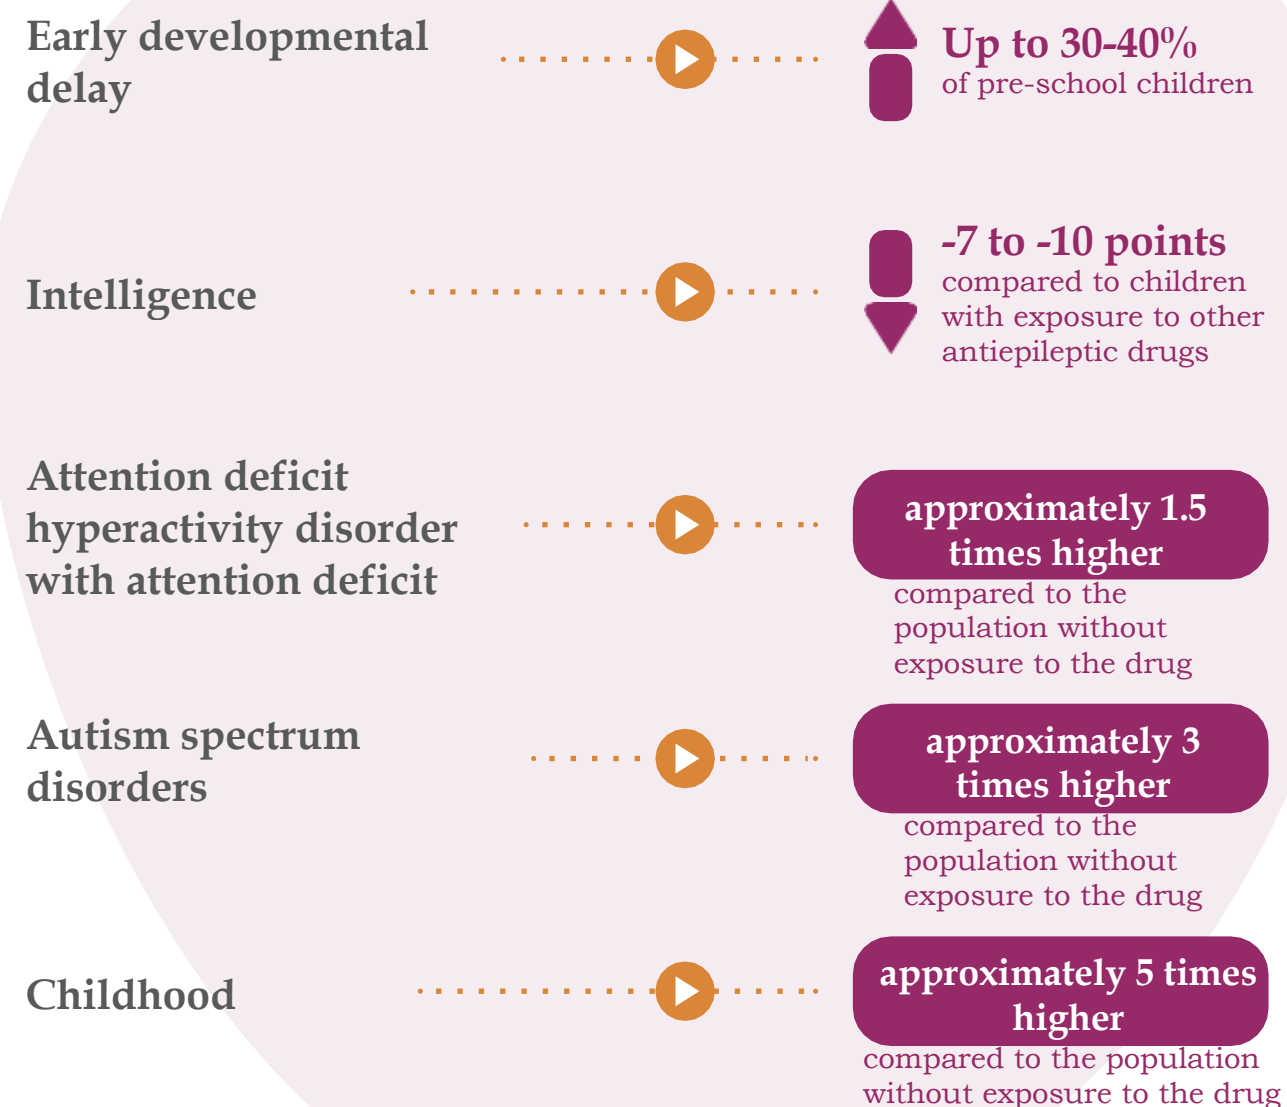 Early developmental
delay
Up to 30-40%
of pre-school children
Intelligence
-7 to -10 points
compared to children
with exposure to other
antiepileptic drugs
Attention deficit
hyperactivity disorder
with attention deficit
approximately 1.5
times higher
compared to the
population without
exposure to the drug
Autism spectrum
disorders
approximately 3
times higher
compared to the
population without
exposure to the drug
Childhood
approximately 5 times
higher
compared to the population
without exposure to the drug